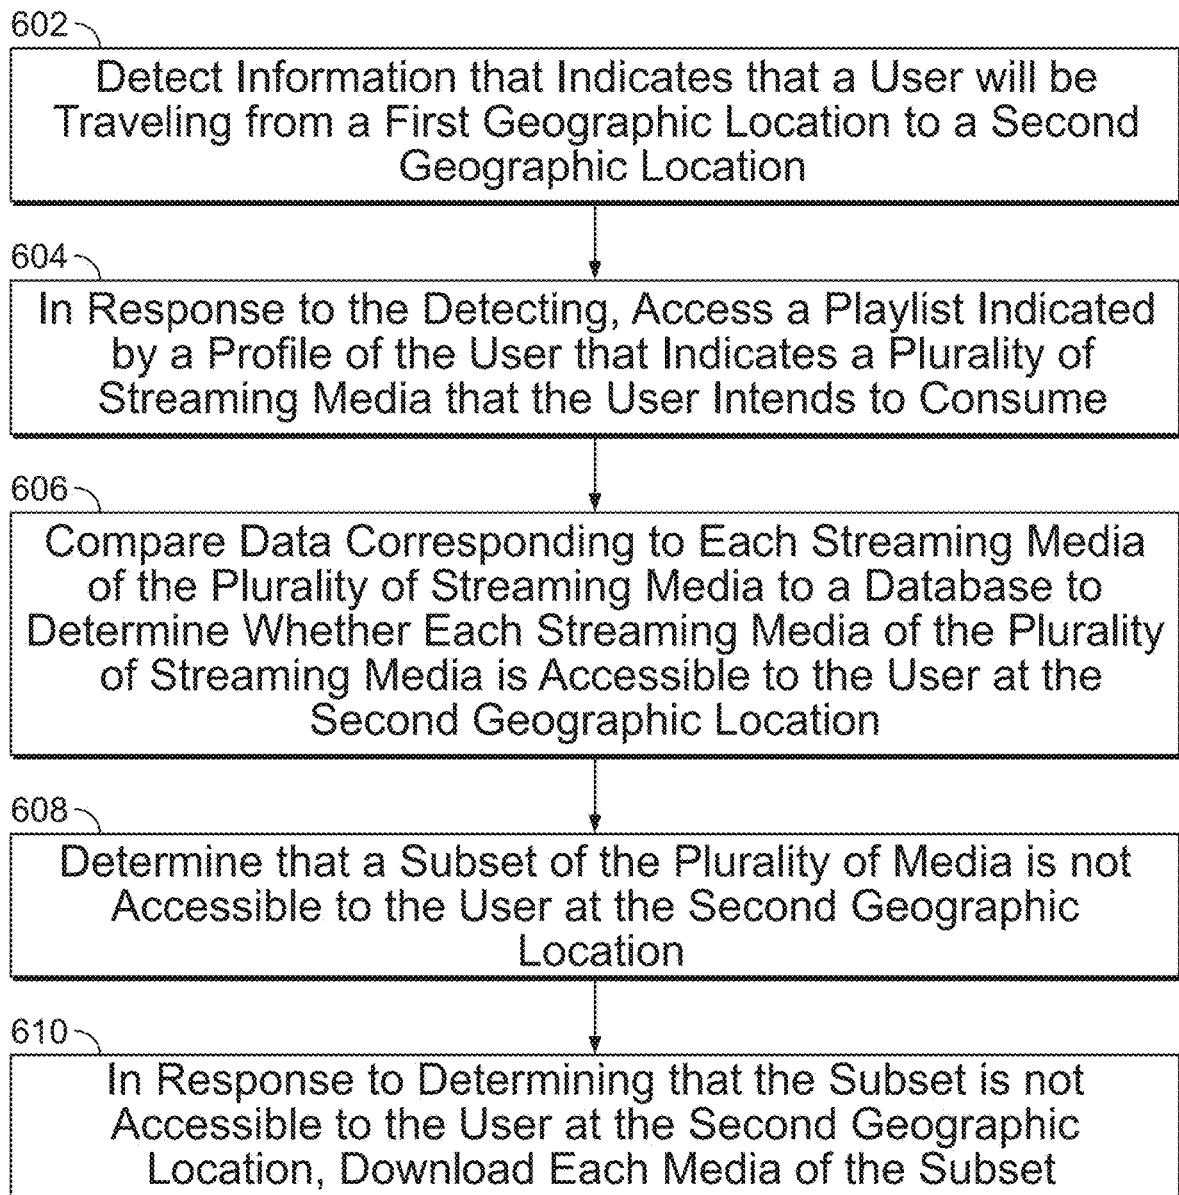 602
Detect Information that Indicates that a User will be
Traveling from a First Geographic Location to a Second
Geographic Location
604
In Response to the Detecting, Access a Playlist Indicated
by a Profile of the User that Indicates a Plurality of
Streaming Media that the User Intends to Consume
606
Compare Data Corresponding to Each Streaming Media
of the Plurality of Streaming Media to a Database to
Determine Whether Each Streaming Media of the Plurality
of Streaming Media is Accessible to the User at the
Second Geographic Location
608
Determine that a Subset of the Plurality of Media is not
Accessible to the User at the Second Geographic
Location
610
In Response to Determining that the Subset is not
Accessible to the User at the Second Geographic
Location, Download Each Media of the Subset